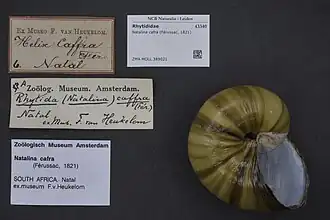 Ex Museo F. van Heukelom.
Helix Caffra
Fér.
6. Natal
NCB Naturalis - Leiden
Rhytididae
Natalina cafra (Férussac, 1821)
ZMA.MOLL.389021
Zoölog. Museum Amsterdam.
Rhytida (Natalina) caffra
(Fér)
Natal
ex Mus. F. van Heukelom
Zoölogisch Museum Amsterdam
Natalina cafra
(Férussac, 1821)
SOUTH AFRICA. Natal
ex.museum F.v.Heukelom